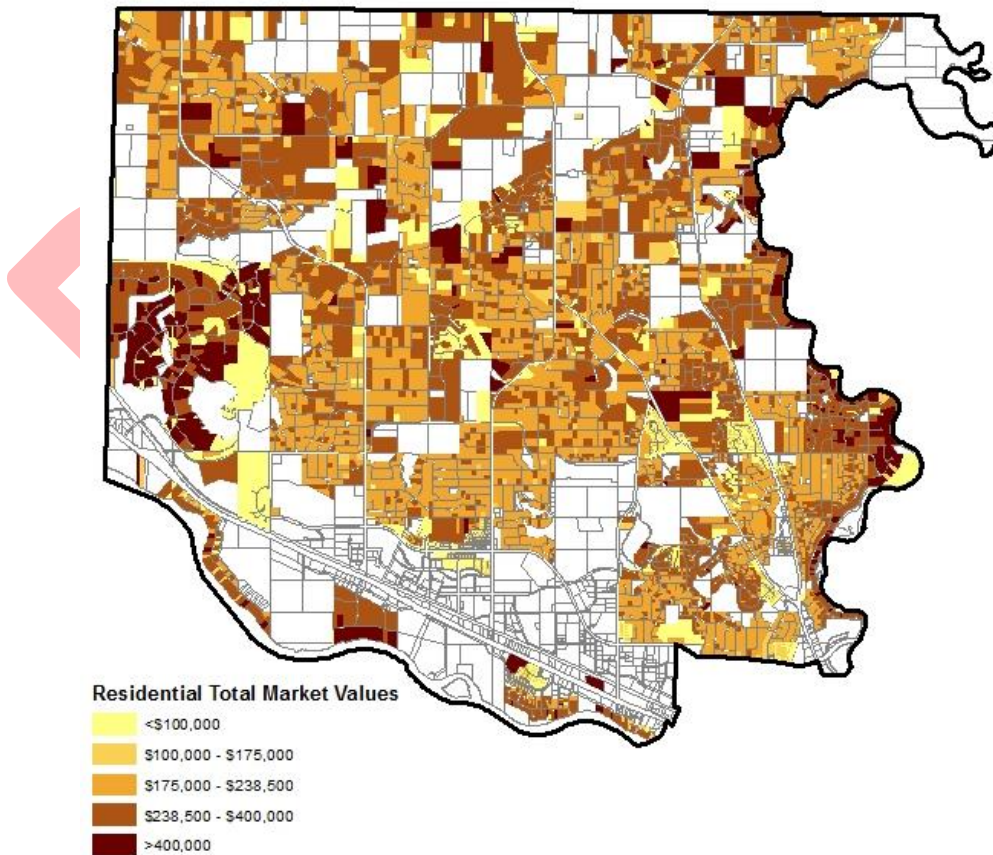 Residential Total Market Values
<$100,000
$100,000 - $175,000
$175,000 - $238,500
$238,500 - $400,000
>400,000